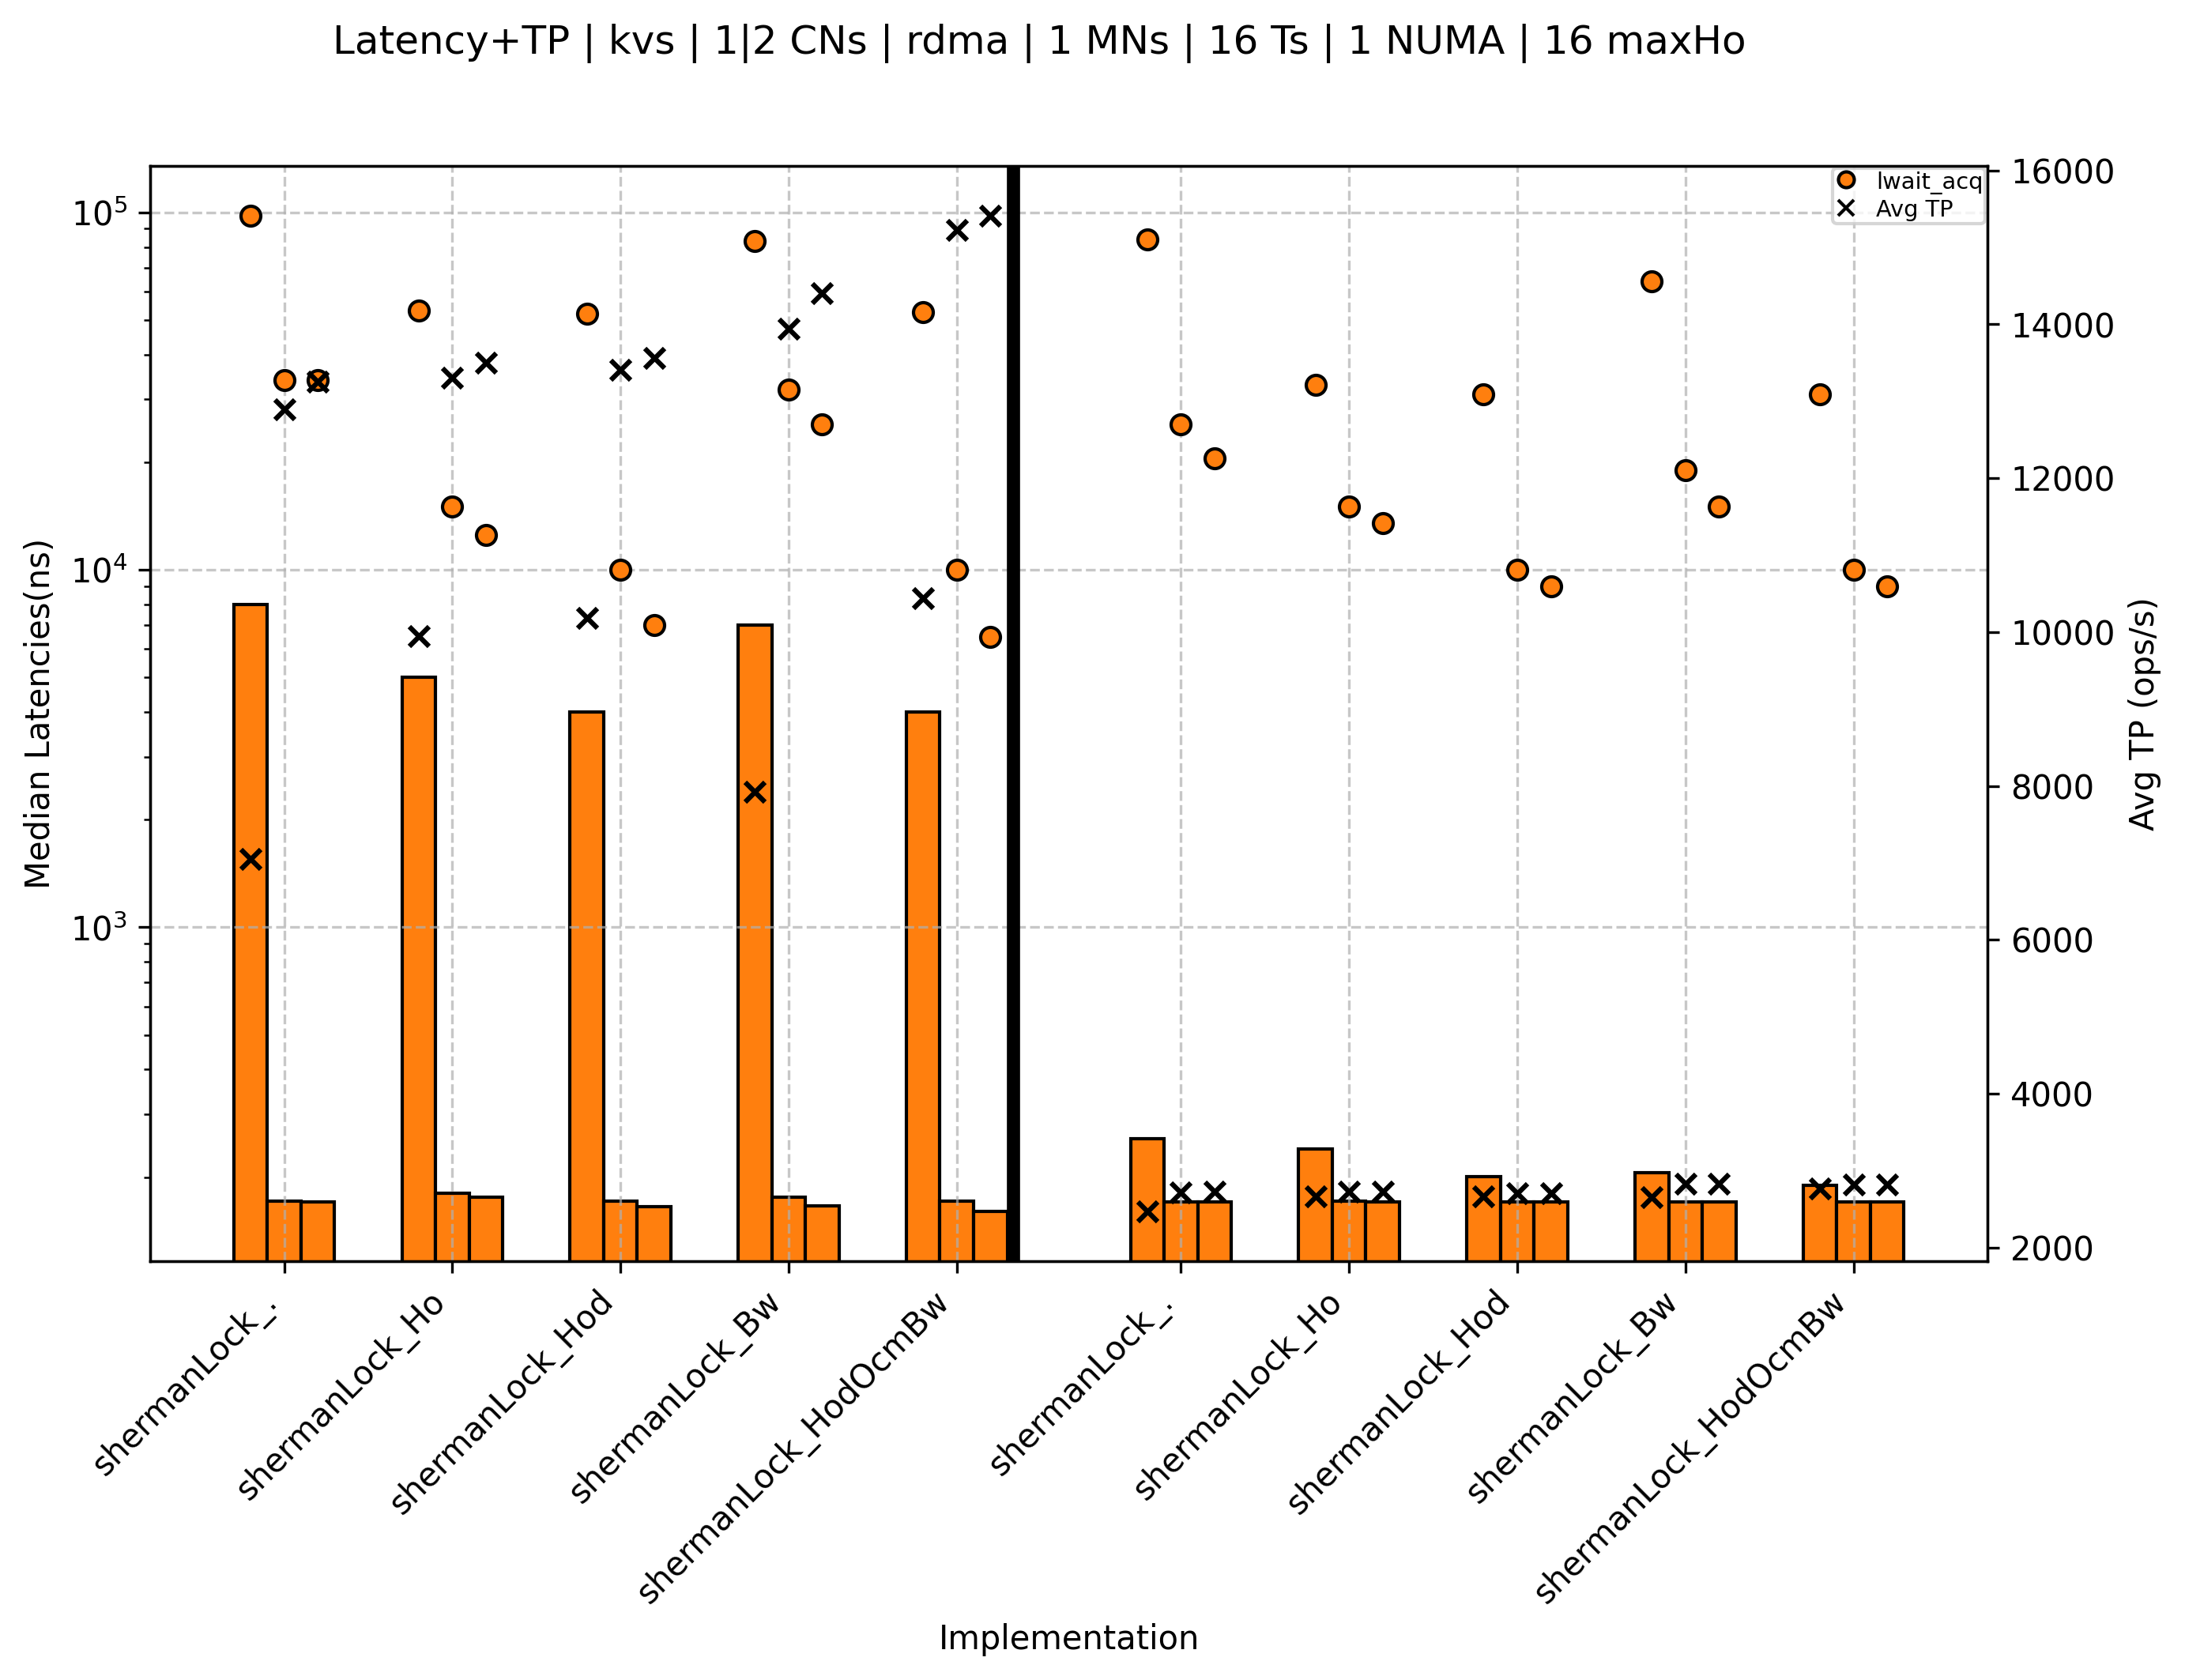 Latency+TP | kvs | 1|2 CNs | rdma | 1 MNs | 16 Ts | 1 NUMA | 16 maxHo
lwait_acq
Avg TP
Median Latencies(ns)
10^5
10^4
10^3
16000
14000
12000
10000
8000
6000
4000
2000
Avg TP (ops/s)
shermanLock_.
shermanLock_Ho
shermanLock_Hod
shermanLock_Bw
shermanLock_HodOcmBw
shermanLock_.
shermanLock_Ho
shermanLock_Hod
shermanLock_Bw
shermanLock_HodOcmBw
Implementation